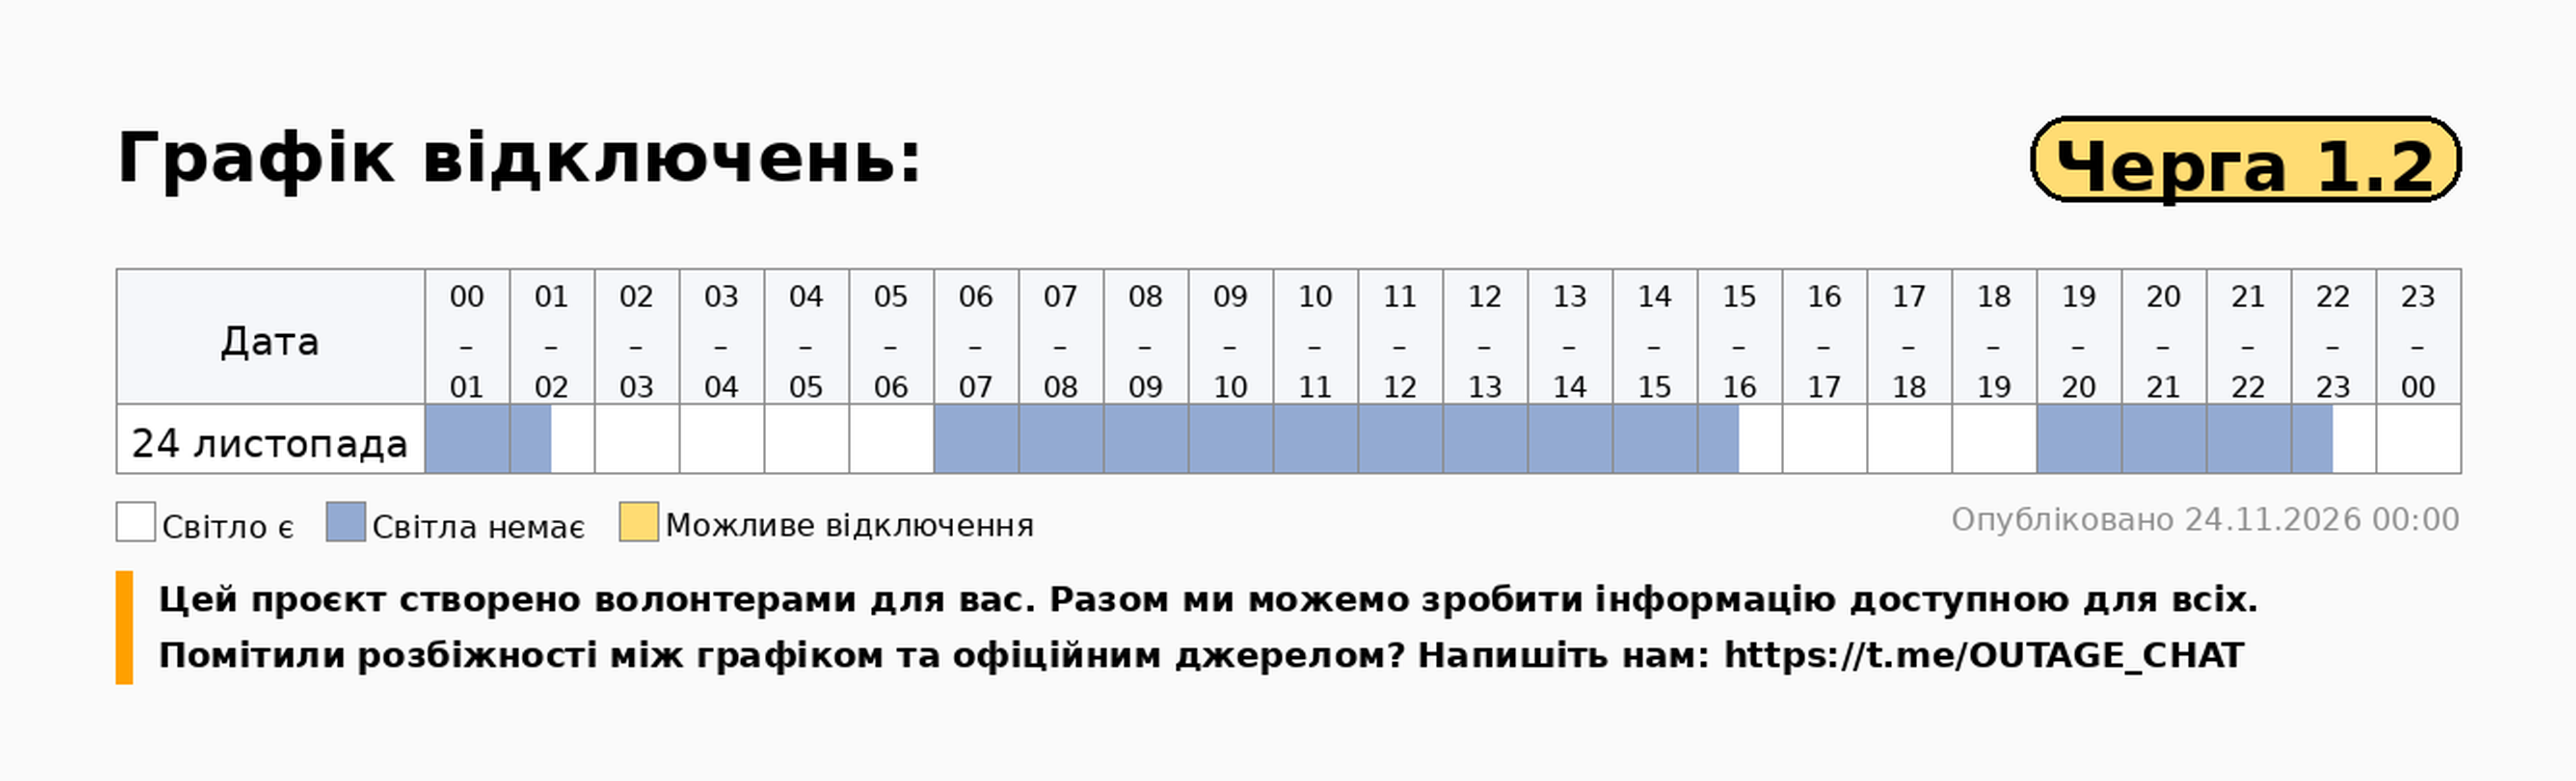 Графік відключень:
Черга 1.2
Дата
00 – 01
01 – 02
02 – 03
03 – 04
04 – 05
05 – 06
06 – 07
07 – 08
08 – 09
09 – 10
10 – 11
11 – 12
12 – 13
13 – 14
14 – 15
15 – 16
16 – 17
17 – 18
18 – 19
19 – 20
20 – 21
21 – 22
22 – 23
23 – 00
24 листопада
Світло є
Світла немає
Можливе відключення
Опубліковано 24.11.2026 00:00
Цей проєкт створено волонтерами для вас. Разом ми можемо зробити інформацію доступною для всіх.
Помітили розбіжності між графіком та офіційним джерелом? Напишіть нам: https://t.me/OUTAGE_CHAT